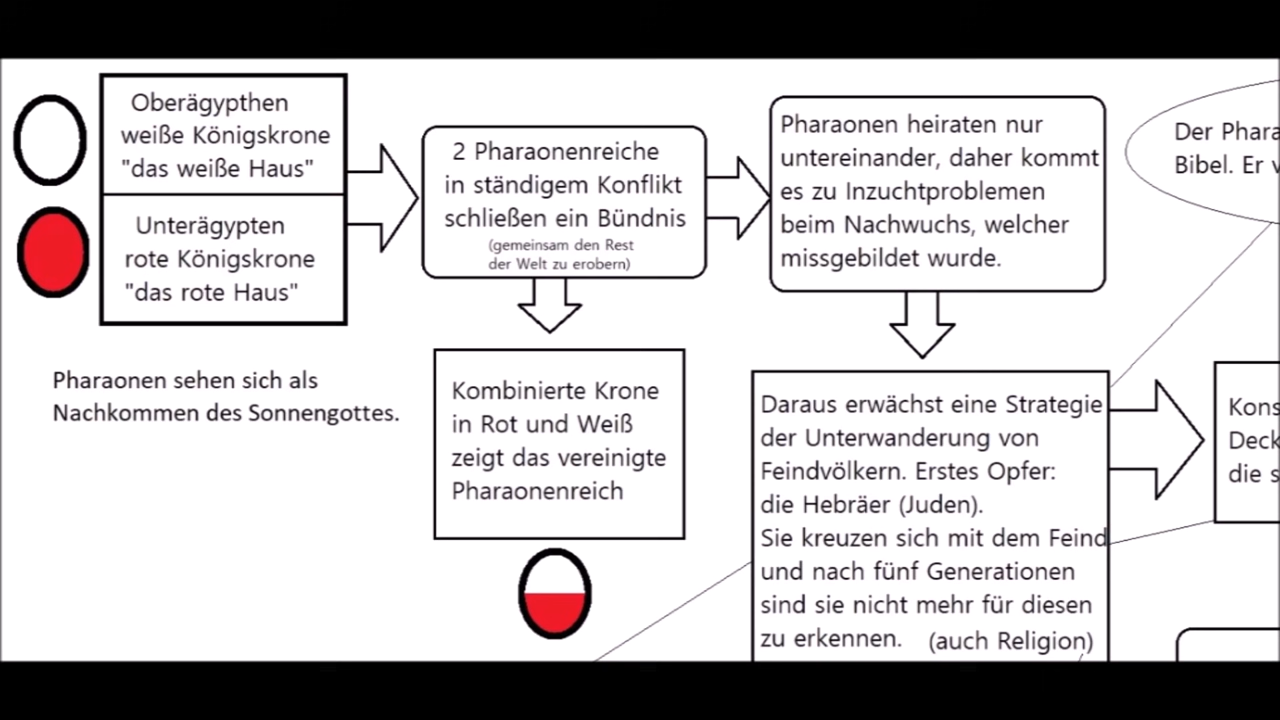 Oberägypthen
weiße Königskrone
"das weiße Haus"
Unterägypten
rote Königskrone
"das rote Haus"
Pharaonen sehen sich als
Nachkommen des Sonnengottes.
2 Pharaonenreiche
in ständigem Konflikt
schließen ein Bündnis
(gemeinsam den Rest
der Welt zu erobern)
Kombinierte Krone
in Rot und Weiß
zeigt das vereinigte
Pharaonenreich
Pharaonen heiraten nur
untereinander, daher kommt
es zu Inzuchtproblemen
beim Nachwuchs, welcher
missgebildet wurde.
Daraus erwächst eine Strategie
der Unterwanderung von
Feindvölkern. Erstes Opfer:
die Hebräer (Juden).
Sie kreuzen sich mit dem Feind
und nach fünf Generationen
sind sie nicht mehr für diesen
zu erkennen. (auch Religion)
Der
Bibel. Er
die